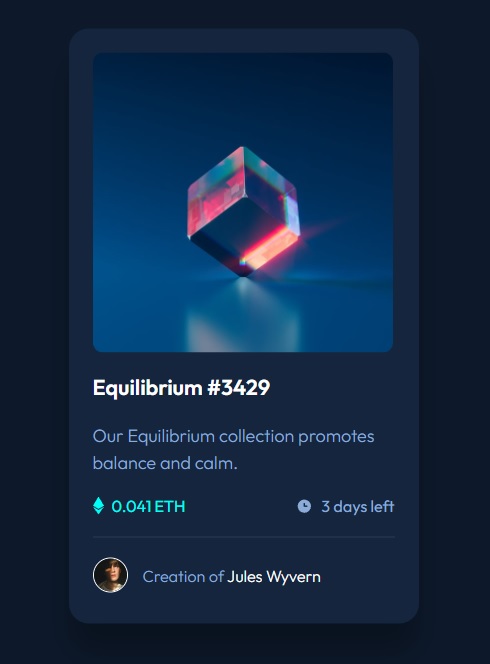 Equilibrium #3429
Our Equilibrium collection promotes
balance and calm.
0.041 ETH
3 days left
Creation of Jules Wyvern